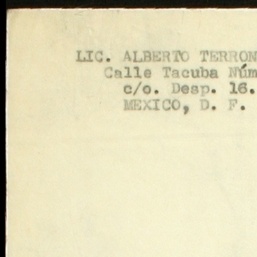 LIC. ALBERTO TERRON
Calle Tacuba Núm
c/o. Desp. 16.
MEXICO, D. F.